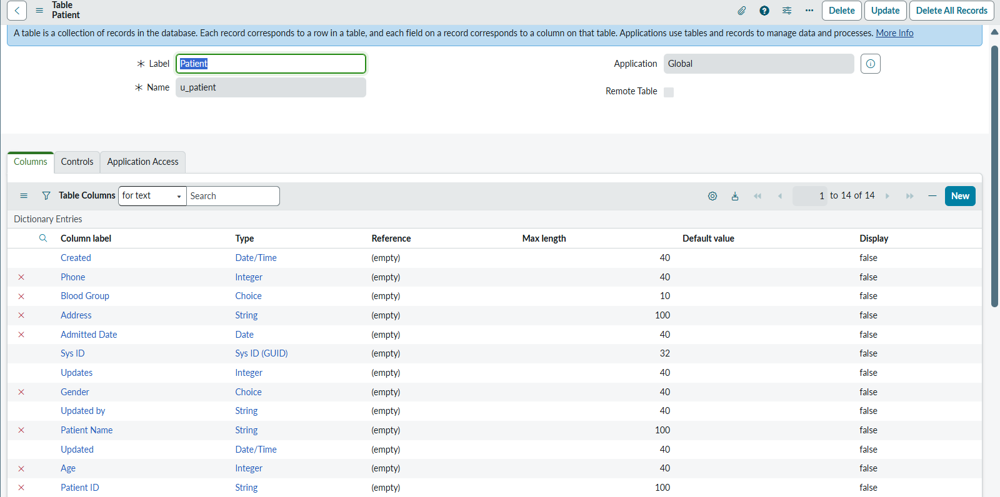 Table
Patient
Delete
Update
Delete All Records
A table is a collection of records in the database. Each record corresponds to a row in a table, and each field on a record corresponds to a column on that table. Applications use tables and records to manage data and processes. More Info
Label Patient
Application Global
Name u_patient
Remote Table
Columns Controls Application Access
Table Columns for text Search 1 to 14 of 14 New
Dictionary Entries
Column label Type Reference Max length Default value Display
Created Date/Time (empty) 40 false
Phone Integer (empty) 40 false
Blood Group Choice (empty) 10 false
Address String (empty) 100 false
Admitted Date Date (empty) 40 false
Sys ID Sys ID (GUID) (empty) 32 false
Updates Integer (empty) 40 false
Gender Choice (empty) 40 false
Updated by String (empty) 40 false
Patient Name String (empty) 100 false
Updated Date/Time (empty) 40 false
Age Integer (empty) 40 false
Patient ID String (empty) 100 false